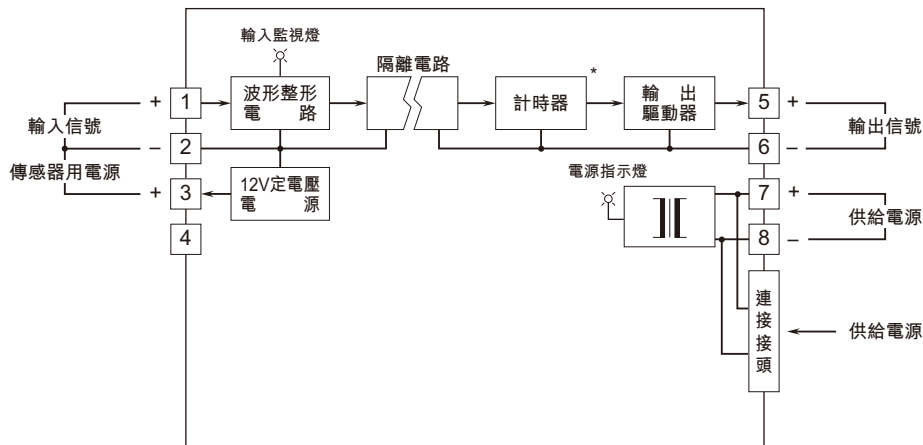 輸入監視燈
隔離電路
*
+ 1
波形整形
電 路
計時器
輸 出
驅動器
5 +
輸入信號
輸出信號
− 2
6 −
傳感器用電源
12V定電壓
電 源
電源指示燈
+ 3
7 +
4
供給電源
8 −
連接接頭
供給電源